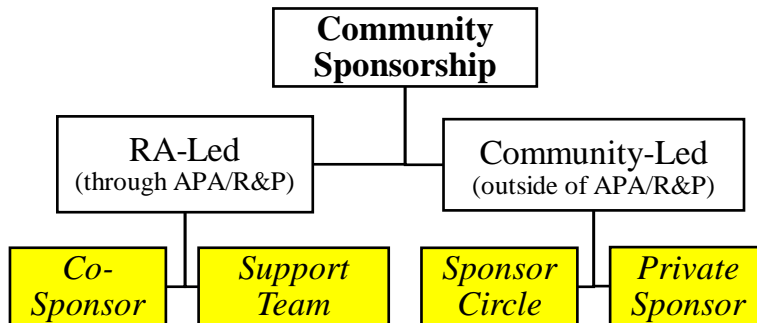 Community
Sponsorship
RA-Led
(through APA/R&P)
Community-Led
(outside of APA/R&P)
Co-
Sponsor
Support
Team
Sponsor
Circle
Private
Sponsor